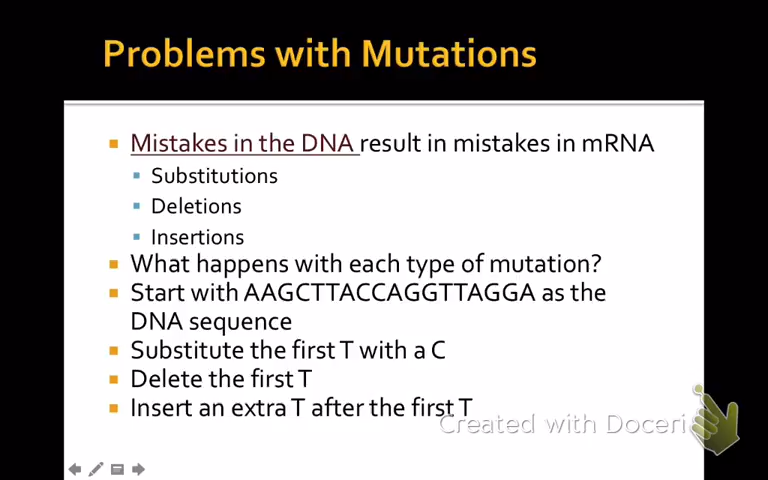 Problems with Mutations
Mistakes in the DNA result in mistakes in mRNA
Substitutions
Deletions
Insertions
What happens with each type of mutation?
Start with AAGCTTACCAGGTTAGGA as the
DNA sequence
Substitute the first T with a C
Delete the first T
Insert an extra T after the first T
Created with Doceri